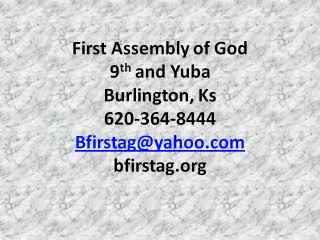 First Assembly of God
9th and Yuba
Burlington, Ks
620-364-8444
Bfirstag@yahoo.com
bfirstag.org